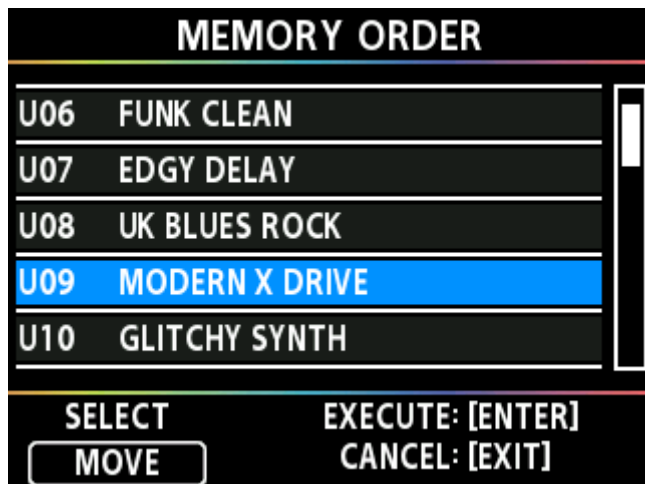 MEMORY ORDER
U06 FUNK CLEAN
U07 EDGY DELAY
U08 UK BLUES ROCK
U09 MODERN X DRIVE
U10 GLITCHY SYNTH
SELECT EXECUTE: [ENTER]
MOVE CANCEL: [EXIT]